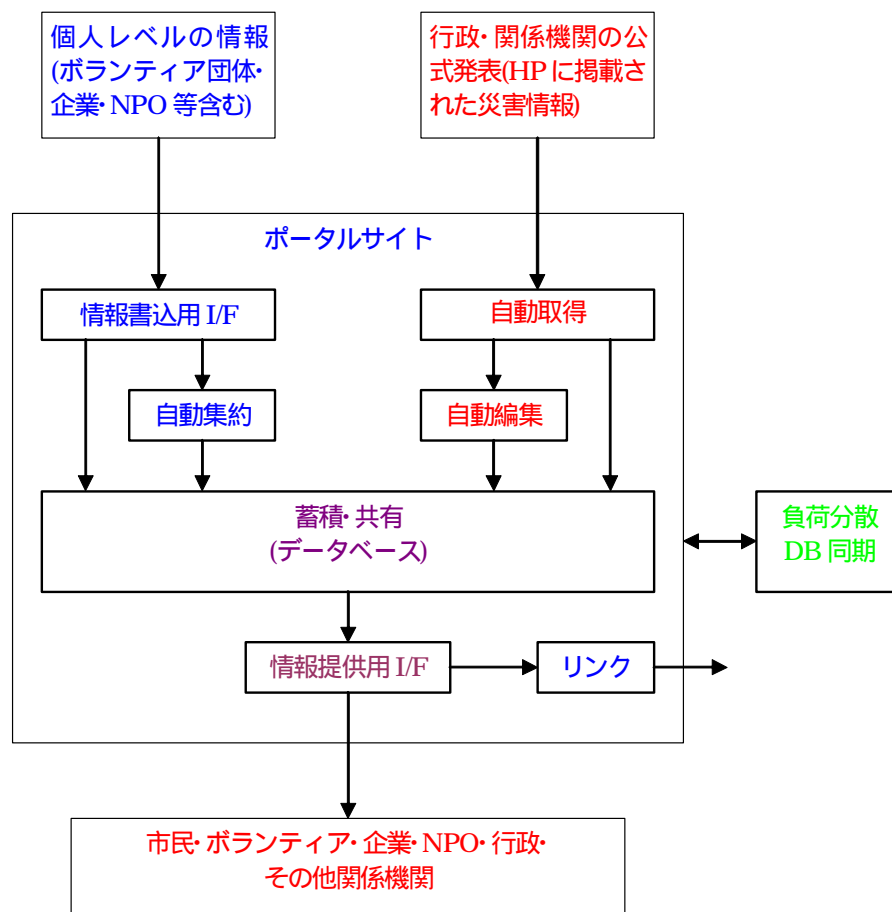 個人レベルの情報
(ボランティア団体・
企業・NPO 等含む)
行政・関係機関の公
式発表(HP に掲載さ
れた災害情報)
ポータルサイト
情報書込用 I/F
自動取得
自動集約
自動編集
蓄積・共有
(データベース)
負荷分散
DB 同期
情報提供用 I/F
リンク
市民・ボランティア・企業・NPO・行政・
その他関係機関